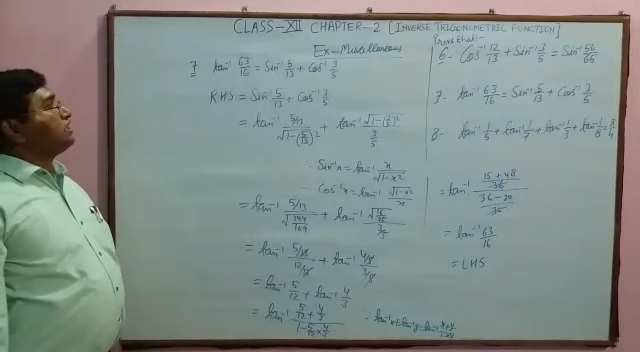 CLASS-XII CHAPTER-2 [INVERSE TRIGONOMETRIC FUNCTION]
Ex-Miscellaneous
7 tan⁻¹ 63/16 = Sin⁻¹ 5/13 + Cos⁻¹ 3/5
RHS = Sin⁻¹ 5/13 + Cos⁻¹ 3/5
= tan⁻¹ (5/13)/√(1-(5/13)²) + tan⁻¹ √(1-(3/5)²)/(3/5)
∵ Sin⁻¹x = tan⁻¹ x/√(1-x²)
Cos⁻¹x = tan⁻¹ √(1-x²)/x
= tan⁻¹ (5/13)/√(144/169) + tan⁻¹ √(16/25)/(3/5)
= tan⁻¹ (5/13)/(12/13) + tan⁻¹ (4/5)/(3/5)
= tan⁻¹ 5/12 + tan⁻¹ 4/3
= tan⁻¹ (5/12 + 4/3)/(1 - 5/12 × 4/3)
∵ tan⁻¹x + tan⁻¹y = tan⁻¹ (x+y)/(1-xy)
Prove that:-
6- Cos⁻¹ 12/13 + Sin⁻¹ 3/5 = Sin⁻¹ 56/65
7- tan⁻¹ 63/16 = Sin⁻¹ 5/13 + Cos⁻¹ 3/5
8- tan⁻¹ 1/5 + tan⁻¹ 1/7 + tan⁻¹ 1/3 + tan⁻¹ 1/8 = /4
= tan⁻¹ ((15+48)/36)/((36-20)/36)
= tan⁻¹ 63/16
= LHS